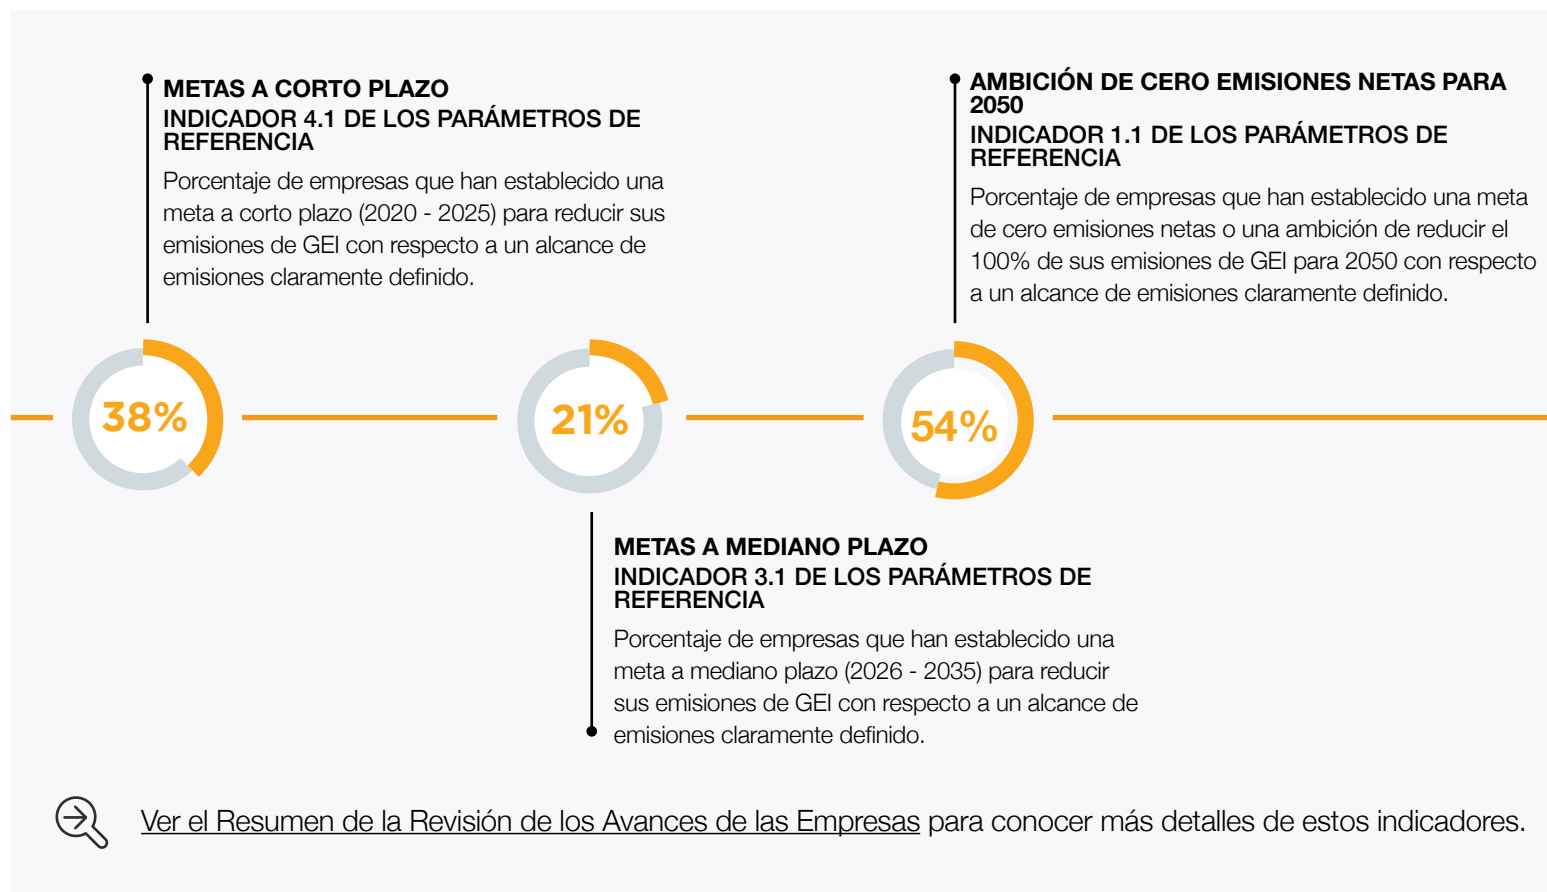 METAS A CORTO PLAZO
INDICADOR 4.1 DE LOS PARÁMETROS DE
REFERENCIA
Porcentaje de empresas que han establecido una
meta a corto plazo (2020 - 2025) para reducir sus
emisiones de GEI con respecto a un alcance de
emisiones claramente definido.
AMBICIÓN DE CERO EMISIONES NETAS PARA
2050
INDICADOR 1.1 DE LOS PARÁMETROS DE
REFERENCIA
Porcentaje de empresas que han establecido una meta
de cero emisiones netas o una ambición de reducir el
100% de sus emisiones de GEI para 2050 con respecto
a un alcance de emisiones claramente definido.
38%
21%
54%
METAS A MEDIANO PLAZO
INDICADOR 3.1 DE LOS PARÁMETROS DE
REFERENCIA
Porcentaje de empresas que han establecido una
meta a mediano plazo (2026 - 2035) para reducir
sus emisiones de GEI con respecto a un alcance de
emisiones claramente definido.
Ver el Resumen de la Revisión de los Avances de las Empresas para conocer más detalles de estos indicadores.